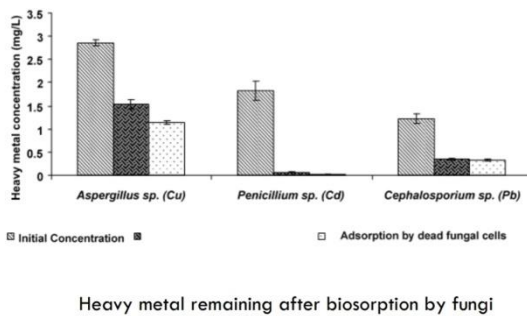 Heavy metal concentration (mg/L)
3.5
3
2.5
2
1.5
1
0.5
0
Aspergillus sp. (Cu)
Penicillium sp. (Cd)
Cephalosporium sp. (Pb)
Initial Concentration
Adsorption by dead fungal cells
Heavy metal remaining after biosorption by fungi